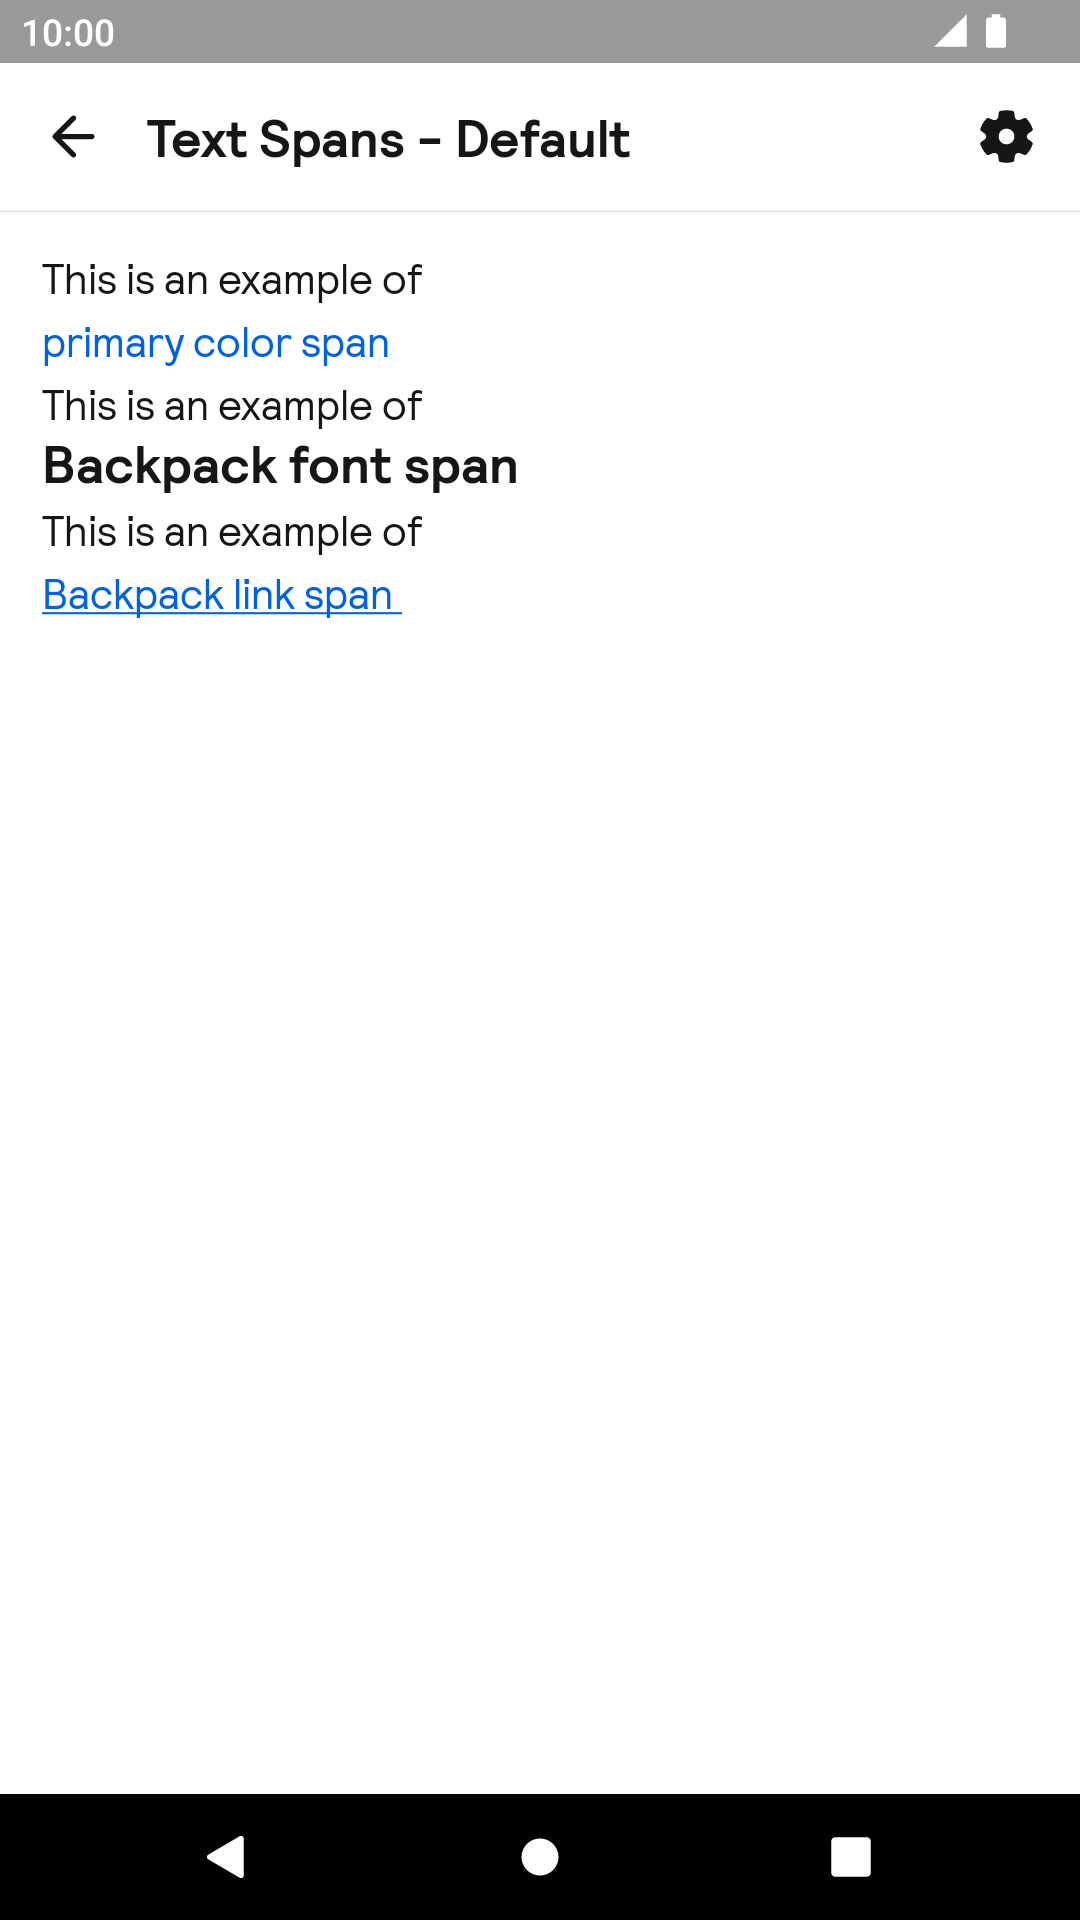 10:00
Text Spans - Default
This is an example of
primary color span
This is an example of
Backpack font span
This is an example of
Backpack link span